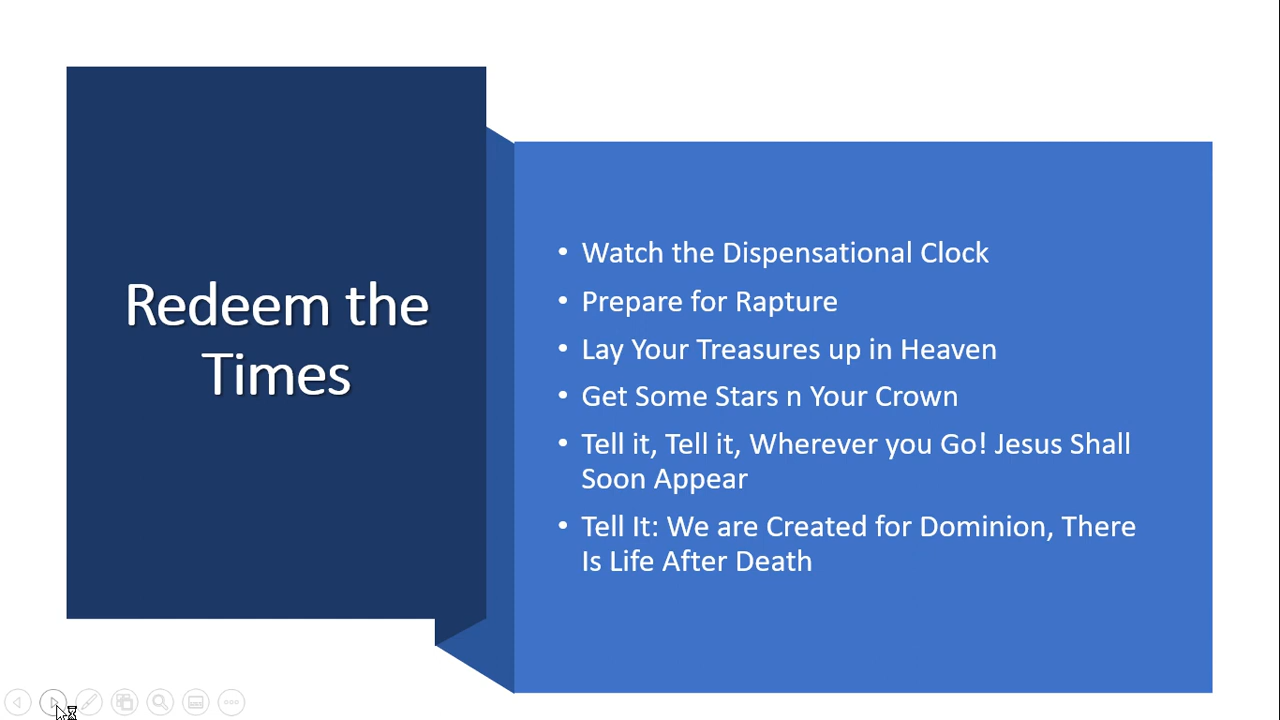 Redeem the
Times
• Watch the Dispensational Clock
• Prepare for Rapture
• Lay Your Treasures up in Heaven
• Get Some Stars n Your Crown
• Tell it, Tell it, Wherever you Go! Jesus Shall
Soon Appear
• Tell It: We are Created for Dominion, There
Is Life After Death